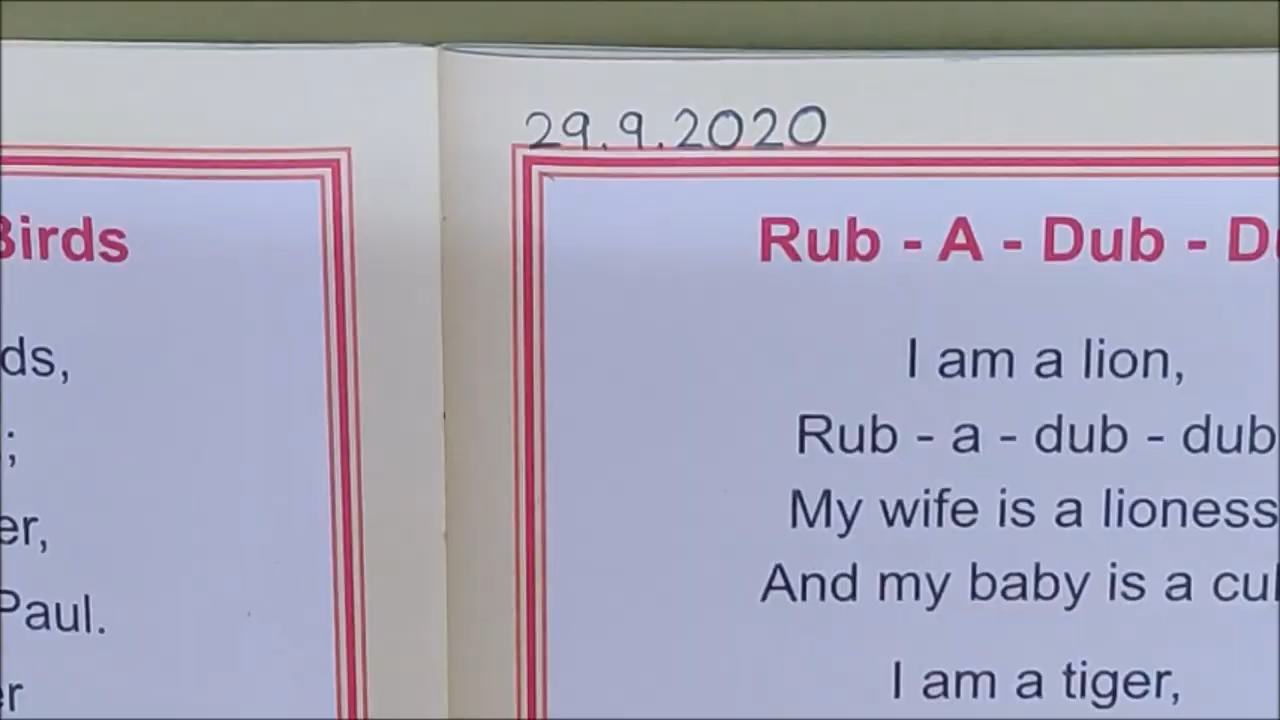 Birds
ds,
;
er,
Paul.
er
29.9.2020
Rub - A - Dub - D
I am a lion,
Rub - a - dub - dub
My wife is a lioness
And my baby is a cu
I am a tiger,